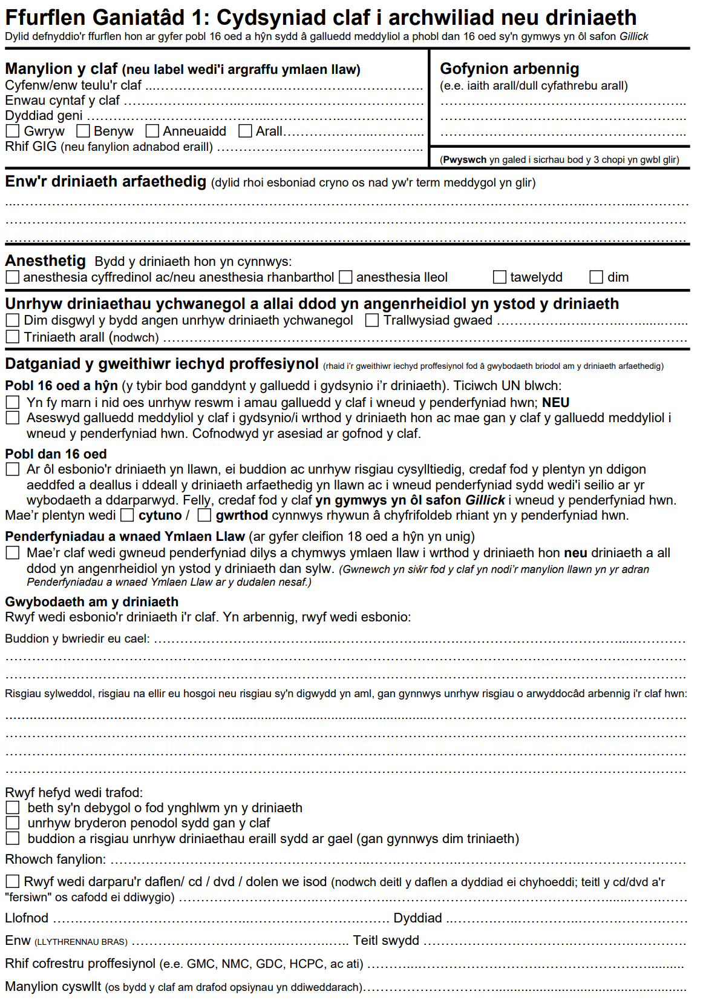 Ffurflen Ganiatâd 1: Cydsyniad claf i archwiliad neu driniaeth
Dylid defnyddio'r ffurflen hon ar gyfer pobl 16 oed a hŷn sydd â galluedd meddyliol a phobl dan 16 oed sy'n gymwys yn ôl safon Gillick
Manylion y claf (neu label wedi'i argraffu ymlaen llaw)
Cyfenw/enw teulu'r claf ........................................
Enwau cyntaf y claf ........................................
Dyddiad geni ........................................
☐ Gwryw ☐ Benyw ☐ Anneuaidd ☐ Arall........................................
Rhif GIG (neu fanylion adnabod eraill) ........................................
Gofynion arbennig
(e.e. iaith arall/dull cyfathrebu arall)
........................................
........................................
........................................
(Pwyswch yn galed i sicrhau bod y 3 chopi yn gwbl glir)
Enw'r driniaeth arfaethedig (dylid rhoi esboniad cryno os nad yw'r term meddygol yn glir)
........................................
........................................
........................................
Anesthetig Bydd y driniaeth hon yn cynnwys:
☐ anesthesia cyffredinol ac/neu anesthesia rhanbarthol ☐ anesthesia lleol ☐ tawelydd ☐ dim
Unrhyw driniaethau ychwanegol a allai ddod yn angenrheidiol yn ystod y driniaeth
☐ Dim disgwyl y bydd angen unrhyw driniaeth ychwanegol ☐ Trallwysiad gwaed ........................................
☐ Triniaeth arall (nodwch) ........................................
Datganiad y gweithiwr iechyd proffesiynol (rhaid i'r gweithiwr iechyd proffesiynol fod â gwybodaeth briodol am y driniaeth arfaethedig)
Pobl 16 oed a hŷn (y tybir bod ganddynt y galluedd i gydsynio i'r driniaeth). Ticiwch UN blwch:
☐ Yn fy marn i nid oes unrhyw reswm i amau galluedd y claf i wneud y penderfyniad hwn; NEU
☐ Aseswyd galluedd meddyliol y claf i gydsynio/i wrthod y driniaeth hon ac mae gan y claf y galluedd meddyliol i
wneud y penderfyniad hwn. Cofnodwyd yr asesiad ar gofnod y claf.
Pobl dan 16 oed
☐ Ar ôl esbonio'r driniaeth yn llawn, ei buddion ac unrhyw risgiau cysylltiedig, credaf fod y plentyn yn ddigon
aeddfed a deallus i ddeall y driniaeth arfaethedig yn llawn ac i wneud penderfyniad sydd wedi'i seilio ar yr
wybodaeth a ddarparwyd. Felly, credaf fod y claf yn gymwys yn ôl safon Gillick i wneud y penderfyniad hwn.
Mae'r plentyn wedi ☐ cytuno / ☐ gwrthod cynnwys rhywun â chyfrifoldeb rhiant yn y penderfyniad hwn.
Penderfyniadau a wnaed Ymlaen Llaw (ar gyfer cleifion 18 oed a hŷn yn unig)
☐ Mae'r claf wedi gwneud penderfyniad dilys a chymwys ymlaen llaw i wrthod y driniaeth hon neu driniaeth a all
ddod yn angenrheidiol yn ystod y driniaeth dan sylw. (Gwnewch yn siŵr fod y claf yn nodi'r manylion llawn yn yr adran
Penderfyniadau a wnaed Ymlaen Llaw ar y dudalen nesaf.)
Gwybodaeth am y driniaeth
Rwyf wedi esbonio'r driniaeth i'r claf. Yn arbennig, rwyf wedi esbonio:
Buddion y bwriedir eu cael: ........................................
........................................
........................................
Risgiau sylweddol, risgiau na ellir eu hosgoi neu risgiau sy'n digwydd yn aml, gan gynnwys unrhyw risgiau o arwyddocâd arbennig i'r claf hwn:
........................................
........................................
........................................
........................................
Rwyf hefyd wedi trafod:
☐ beth sy'n debygol o fod ynghlwm yn y driniaeth
☐ unrhyw bryderon penodol sydd gan y claf
☐ buddion a risgiau unrhyw driniaethau eraill sydd ar gael (gan gynnwys dim triniaeth)
Rhowch fanylion: ........................................
☐ Rwyf wedi darparu'r daflen/ cd / dvd / dolen we isod (nodwch deitl y daflen a dyddiad ei chyhoeddi; teitl y cd/dvd a'r
"fersiwn" os cafodd ei ddiwygio) ........................................
Llofnod ........................................ Dyddiad ........................................
Enw (LLYTHRENNAU BRAS) ........................................ Teitl swydd ........................................
Rhif cofrestru proffesiynol (e.e. GMC, NMC, GDC, HCPC, ac ati) ........................................
Manylion cyswllt (os bydd y claf am drafod opsiynau yn ddiweddarach)........................................